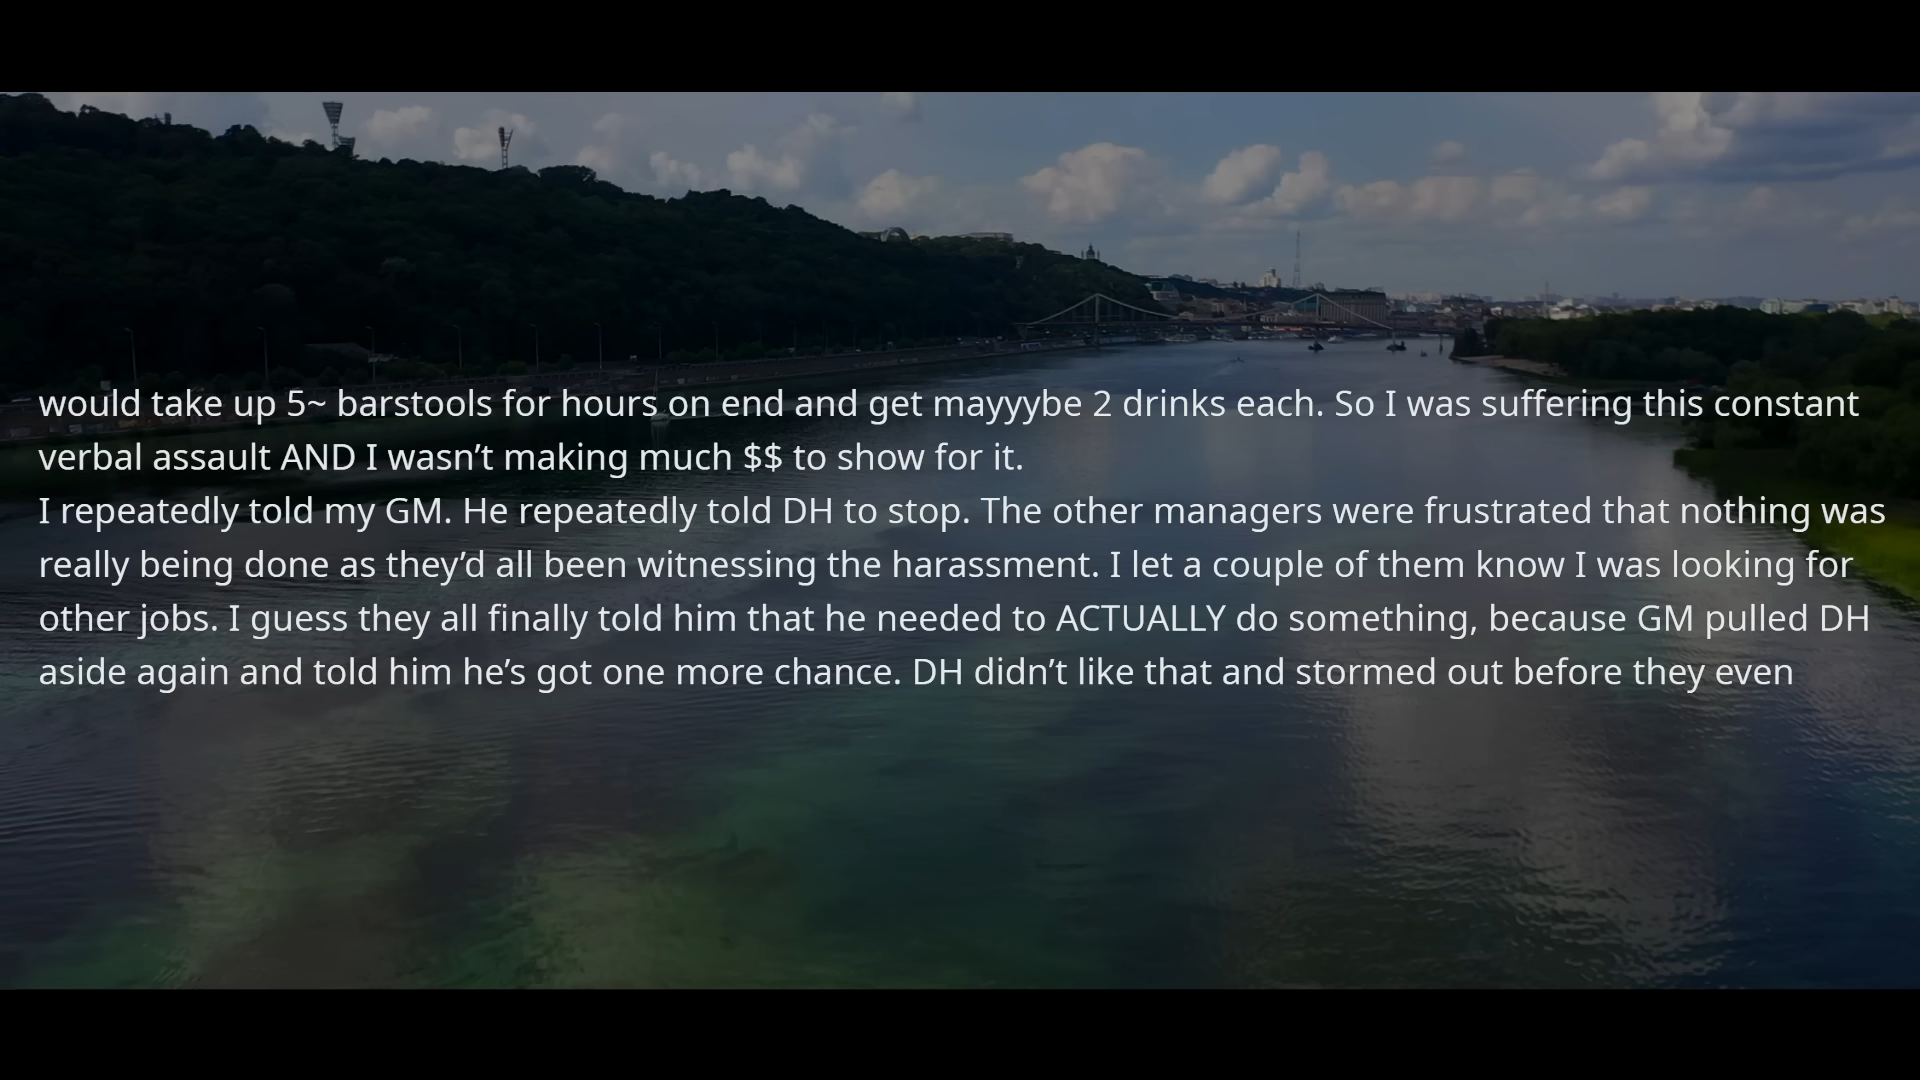 would take up 5~ barstools for hours on end and get mayyybe 2 drinks each. So I was suffering this constant
verbal assault AND I wasn’t making much $$ to show for it.
I repeatedly told my GM. He repeatedly told DH to stop. The other managers were frustrated that nothing was
really being done as they’d all been witnessing the harassment. I let a couple of them know I was looking for
other jobs. I guess they all finally told him that he needed to ACTUALLY do something, because GM pulled DH
aside again and told him he’s got one more chance. DH didn’t like that and stormed out before they even